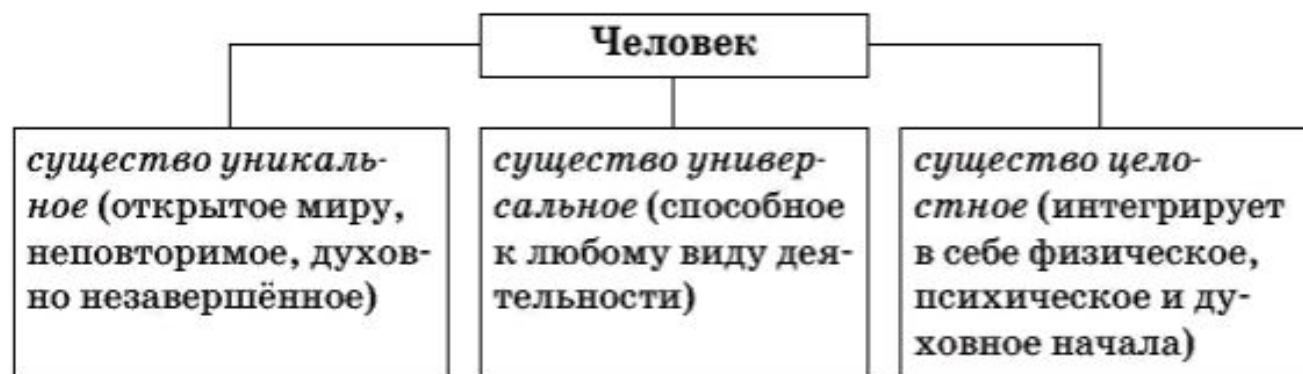 Человек
существо уникаль-
ное (открытое миру,
неповторимое, духов-
но незавершённое)
существо универ-
сальное (способное
к любому виду дея-
тельности)
существо цело-
стное (интегрирует
в себе физическое,
психическое и ду-
ховное начала)